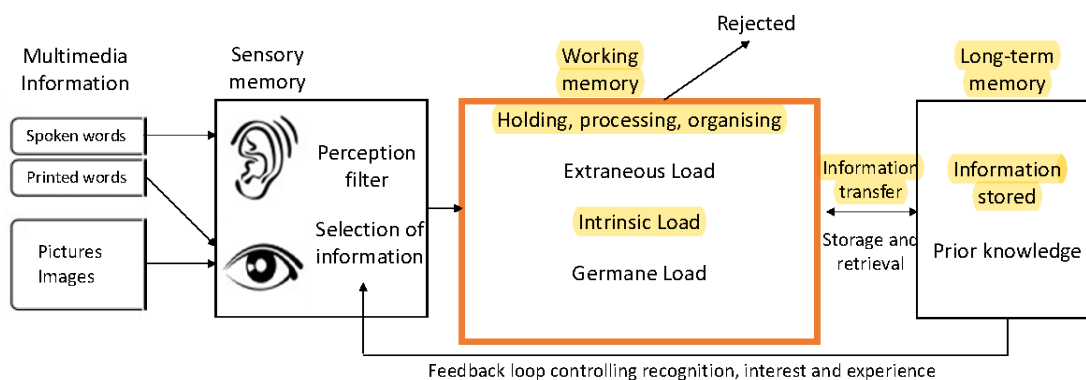 Multimedia
Information
Spoken words
Printed words
Pictures
Images
Sensory
memory
Perception
filter
Selection of
information
Rejected
Working
memory
Holding, processing, organising
Extraneous Load
Intrinsic Load
Germane Load
Information
transfer
Storage and
retrieval
Long-term
memory
Information
stored
Prior knowledge
Feedback loop controlling recognition, interest and experience